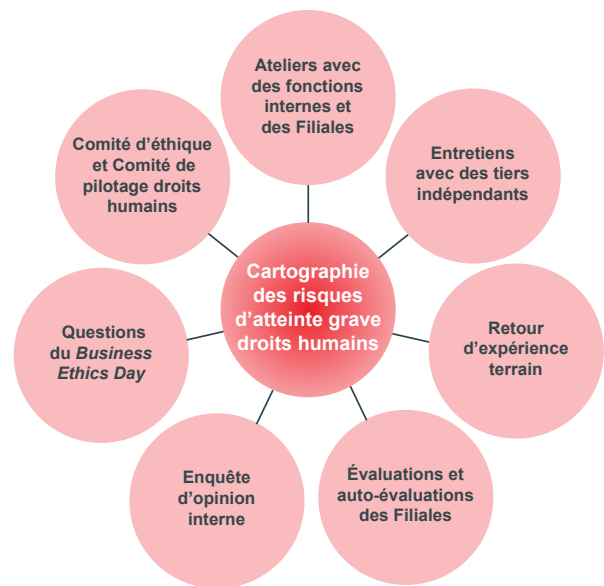 Ateliers avec
des fonctions
internes et
des Filiales
Comité d'éthique
et Comité de
pilotage droits
humains
Entretiens
avec des tiers
indépendants
Cartographie
des risques
d'atteinte grave
droits humains
Questions
du Business
Ethics Day
Retour
d'expérience
terrain
Enquête
d'opinion
interne
Évaluations et
auto-évaluations
des Filiales